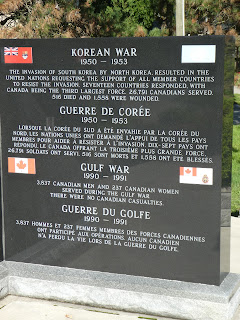 KOREAN WAR
1950 - 1953
THE INVASION OF SOUTH KOREA BY NORTH KOREA, RESULTED IN THE
UNITED NATIONS REQUESTING THE SUPPORT OF ALL MEMBER COUNTRIES
TO RESIST THE INVASION. SEVENTEEN COUNTRIES RESPONDED, WITH
CANADA BEING THE THIRD LARGEST FORCE. 26,791 CANADIANS SERVED,
516 DIED AND 1,558 WERE WOUNDED.
GUERRE DE CORÉE
1950 - 1953
LORSQUE LA CORÉE DU SUD A ÉTÉ ENVAHIE PAR LA CORÉE DU
NORD LES NATIONS UNIES ONT DEMANDÉ L'APPUI DE TOUS LES PAYS
MEMBRES POUR AIDER À RÉSISTER À L'INVASION. DIX-SEPT PAYS ONT
RÉPONDU, LE CANADA OFFRANT LA TROISIÈME PLUS GRANDE FORCE.
26,791 SOLDATS ONT SERVI, 516 SONT MORTS ET 1,558 ONT ÉTÉ BLESSÉS.
GULF WAR
1990 - 1991
3,837 CANADIAN MEN AND 237 CANADIAN WOMEN
SERVED DURING THE GULF WAR.
THERE WERE NO CANADIAN CASUALTIES.
GUERRE DU GOLFE
1990 - 1991
3,837 HOMMES ET 237 FEMMES MEMBRES DES FORCES CANADIENNES
ONT PARTICIPÉ AUX OPÉRATIONS. AUCUN CANADIEN
N'A PERDU LA VIE LORS DE LA GUERRE DU GOLFE.